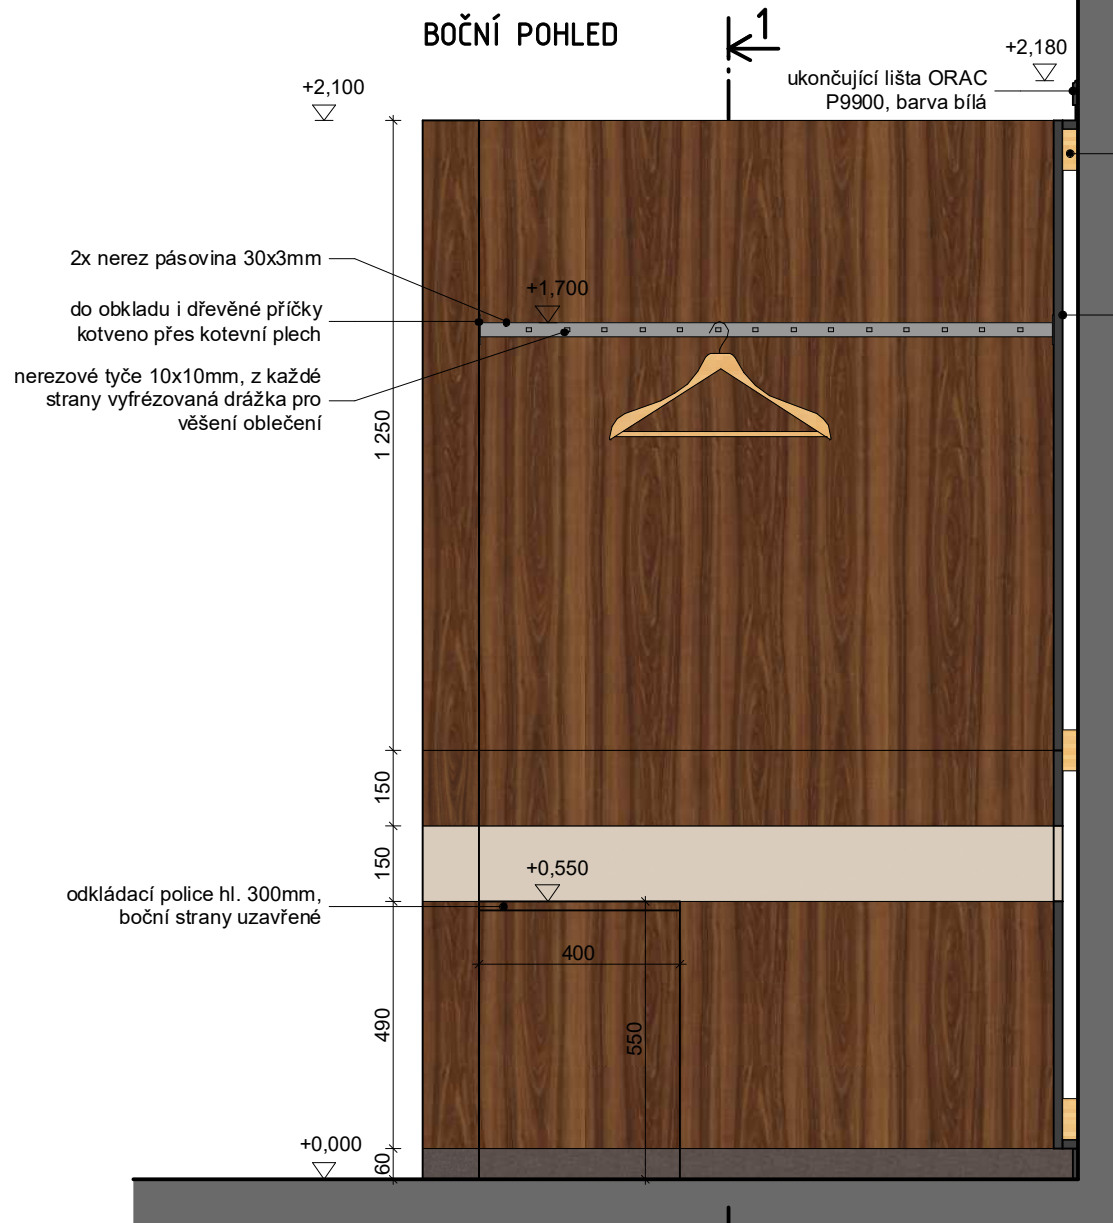 BOČNÍ POHLED
1
+2,180
+2,100
ukončující lišta ORAC
P9900, barva bílá
2x nerez pásovina 30x3mm
+1,700
do obkladu i dřevěné příčky
kotveno přes kotevní plech
nerezové tyče 10x10mm, z každé
strany vyfrézovaná drážka pro
věšení oblečení
1 250
150
150
+0,550
odkládací police hl. 300mm,
boční strany uzavřené
400
490
550
+0,000
60